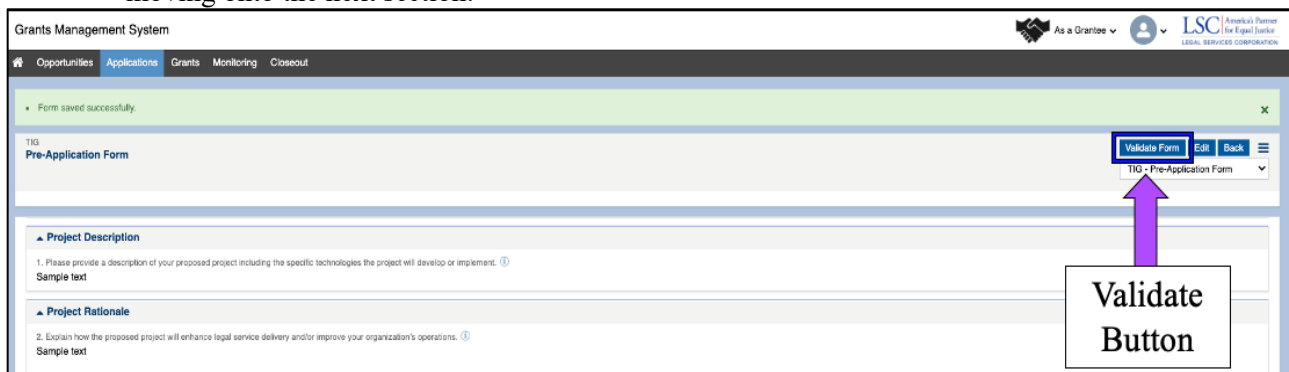 moving onto the next section.
Grants Management System
As a Grantee
LSC America's Partner for Equal Justice
LEGAL SERVICES CORPORATION
Opportunities Applications Grants Monitoring Closeout
Form saved successfully.
x
TIG
Pre-Application Form
Validate Form Edit Back
TIG - Pre-Application Form
Project Description
1. Please provide a description of your proposed project including the specific technologies the project will develop or implement.
Sample text
Project Rationale
2. Explain how the proposed project will enhance legal service delivery and/or improve your organization's operations.
Sample text
Validate
Button